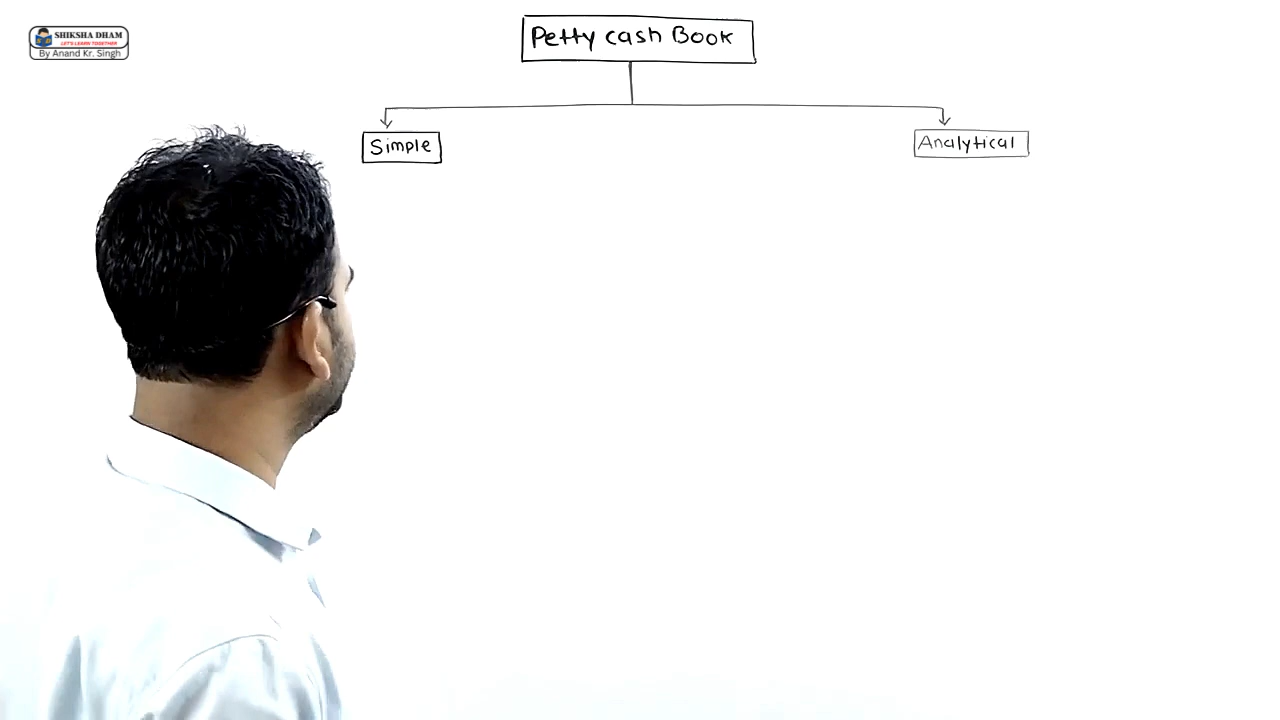 SHIKSHA DHAM
LET'S LEARN TOGETHER
By Anand Kr. Singh
Petty cash Book
Simple
Analytical